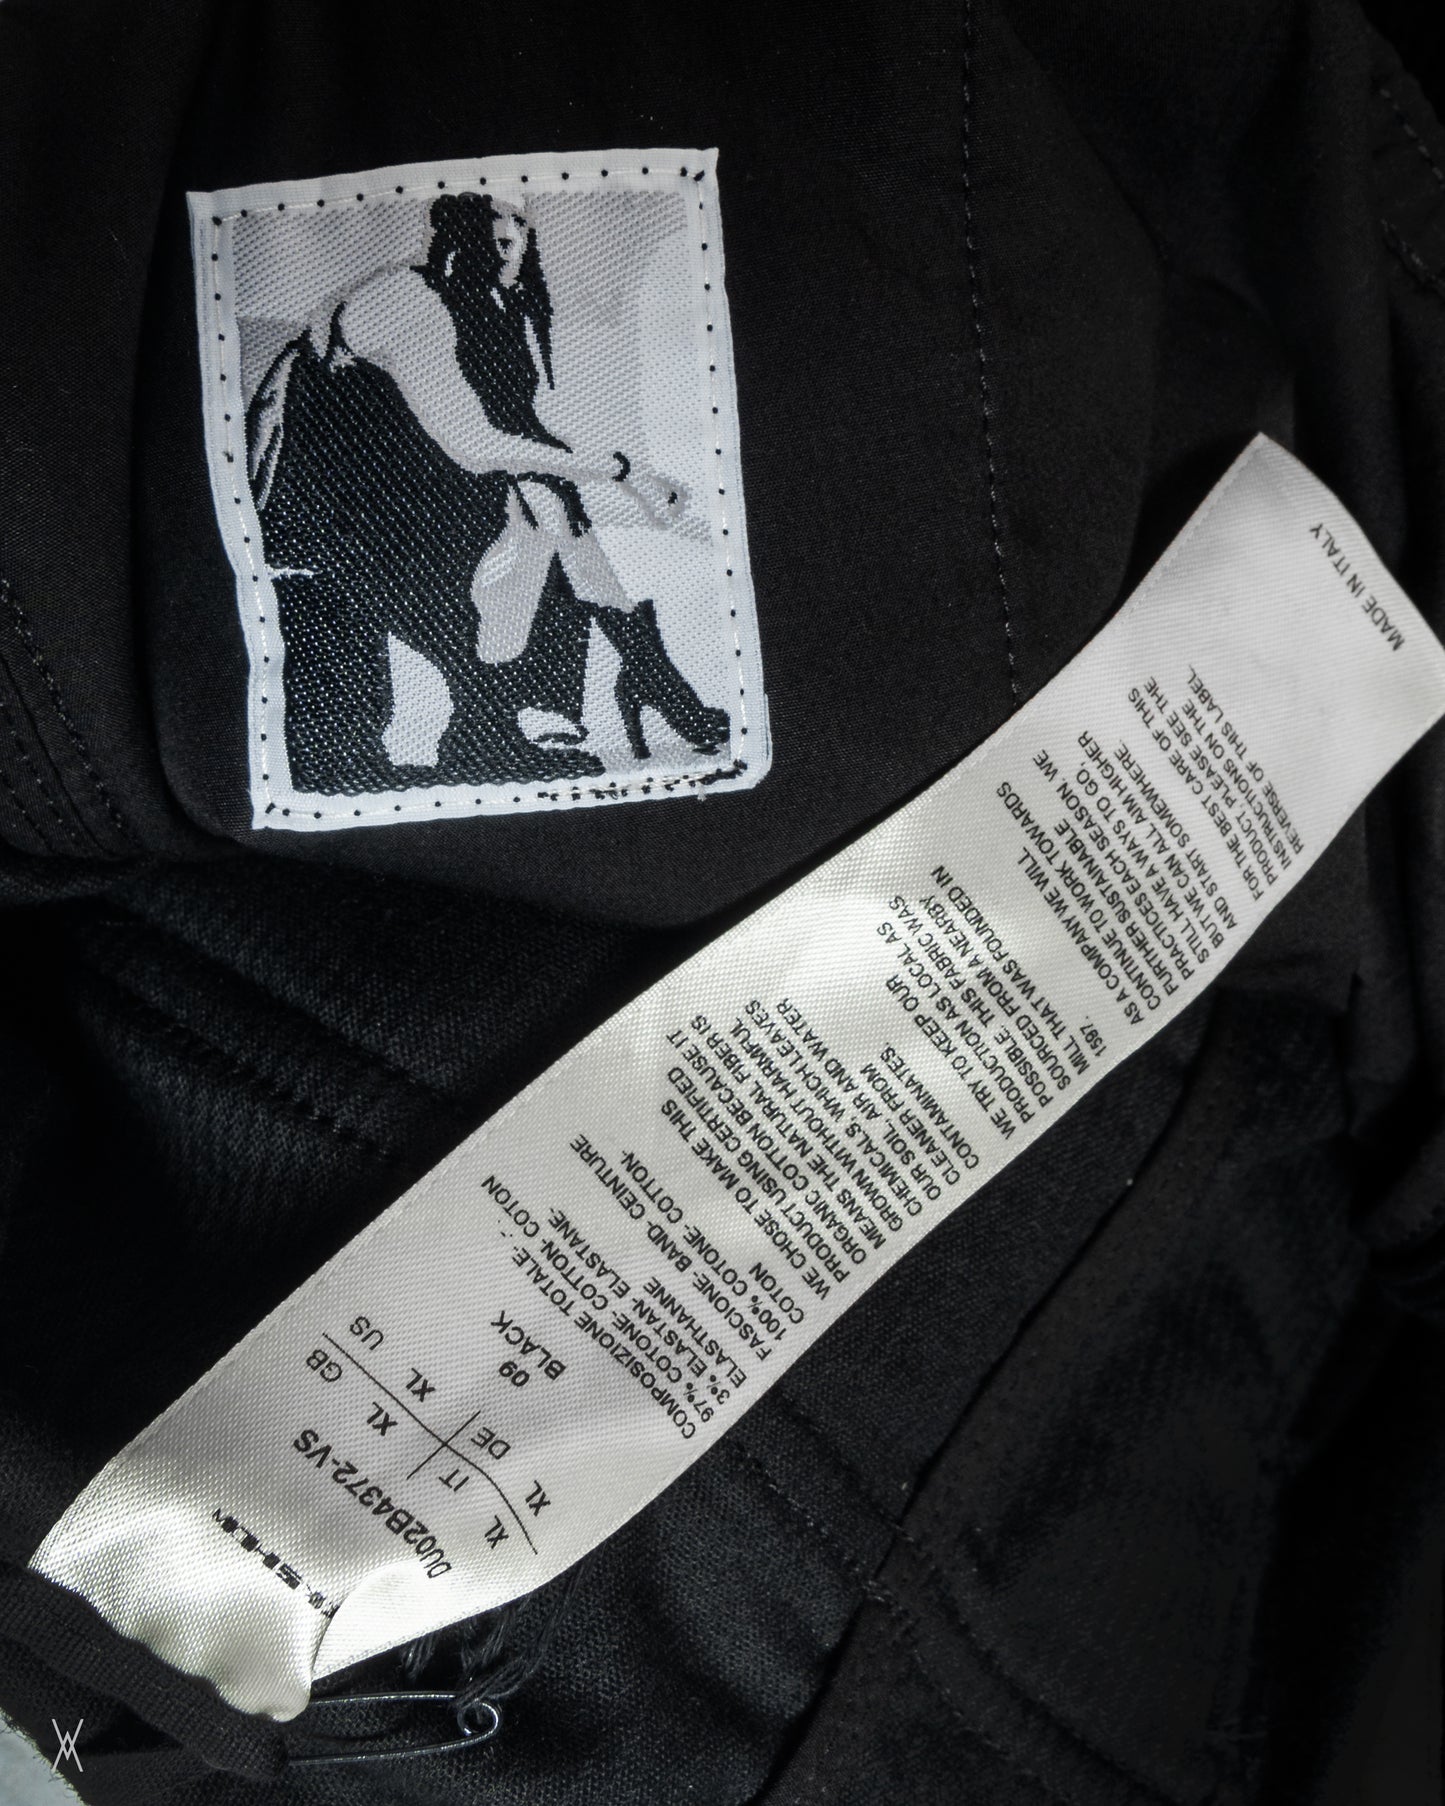 DU02B4372-VS
IT XL
GB XL
US XL
DE XL
09
BLACK
COMPOSIZIONE TOTALE:
97% COTONE- COTTON- COTON
3% ELASTAN- ELASTANE-
ELASTHANNE
FASCIONE- BAND- CEINTURE
100% COTONE- COTTON-
COTON
WE CHOSE TO MAKE THIS
PRODUCT USING CERTIFIED
ORGANIC COTTON BECAUSE IT
MEANS THE NATURAL FIBER IS
GROWN WITHOUT HARMFUL
CHEMICALS, WHICH LEAVES
OUR SOIL, AIR AND WATER
CLEANER FROM
CONTAMINATES.
WE TRY TO KEEP OUR
PRODUCTION AS LOCAL AS
POSSIBLE. THIS FABRIC WAS
SOURCED FROM A NEARBY
MILL THAT WAS FOUNDED IN
1597.
AS A COMPANY WE WILL
CONTINUE TO WORK TOWARDS
FURTHER SUSTAINABLE
PRACTICES EACH SEASON. WE
STILL HAVE A WAYS TO GO,
BUT WE CAN ALL AIM HIGHER
AND START SOMEWHERE.
FOR THE BEST CARE OF THIS
PRODUCT, PLEASE SEE THE
INSTRUCTIONS ON THE
REVERSE OF THIS LABEL
MADE IN ITALY